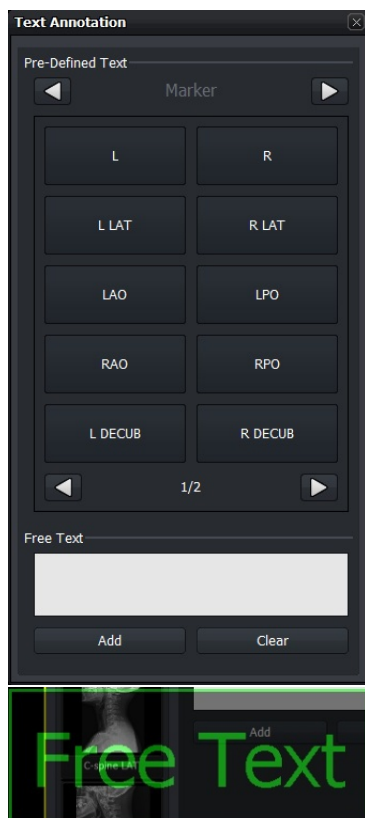 Text Annotation
Pre-Defined Text
Marker
L R
L LAT R LAT
LAO LPO
RAO RPO
L DECUB R DECUB
1/2
Free Text
Add Clear
Add
Free Text
C-spine LAT